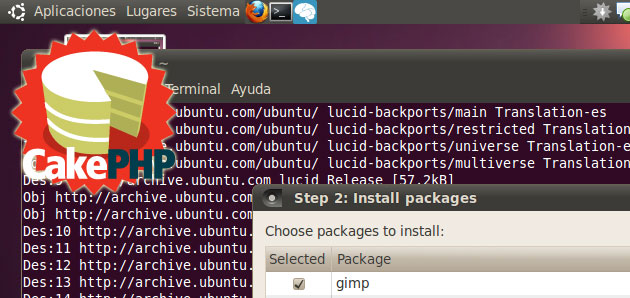 Aplicaciones Lugares Sistema
~
Terminal Ayuda
.ubuntu.com/ubuntu/ lucid-backports/main Translation-es
.ubuntu.com/ubuntu/ lucid-backports/restricted Translation
.ubuntu.com/ubuntu/ lucid-backports/universe Translation-e
.ubuntu.com/ubuntu/ lucid-backports/multiverse Translation
CakePHP
Des: http://archive.ubuntu.com lucid Release [57,2kB]
Obj http://archive.ubuntu.com
Obj http://archive.ubuntu.com
Des:10 http://archive.ubuntu.
Des:11 http://archive.ubuntu.
Des:12 http://archive.ubuntu.
Des:13 http://archive.ubuntu.
Des:14 http://archive.ubuntu.
Step 2: Install packages
Choose packages to install:
Selected Package
gimp